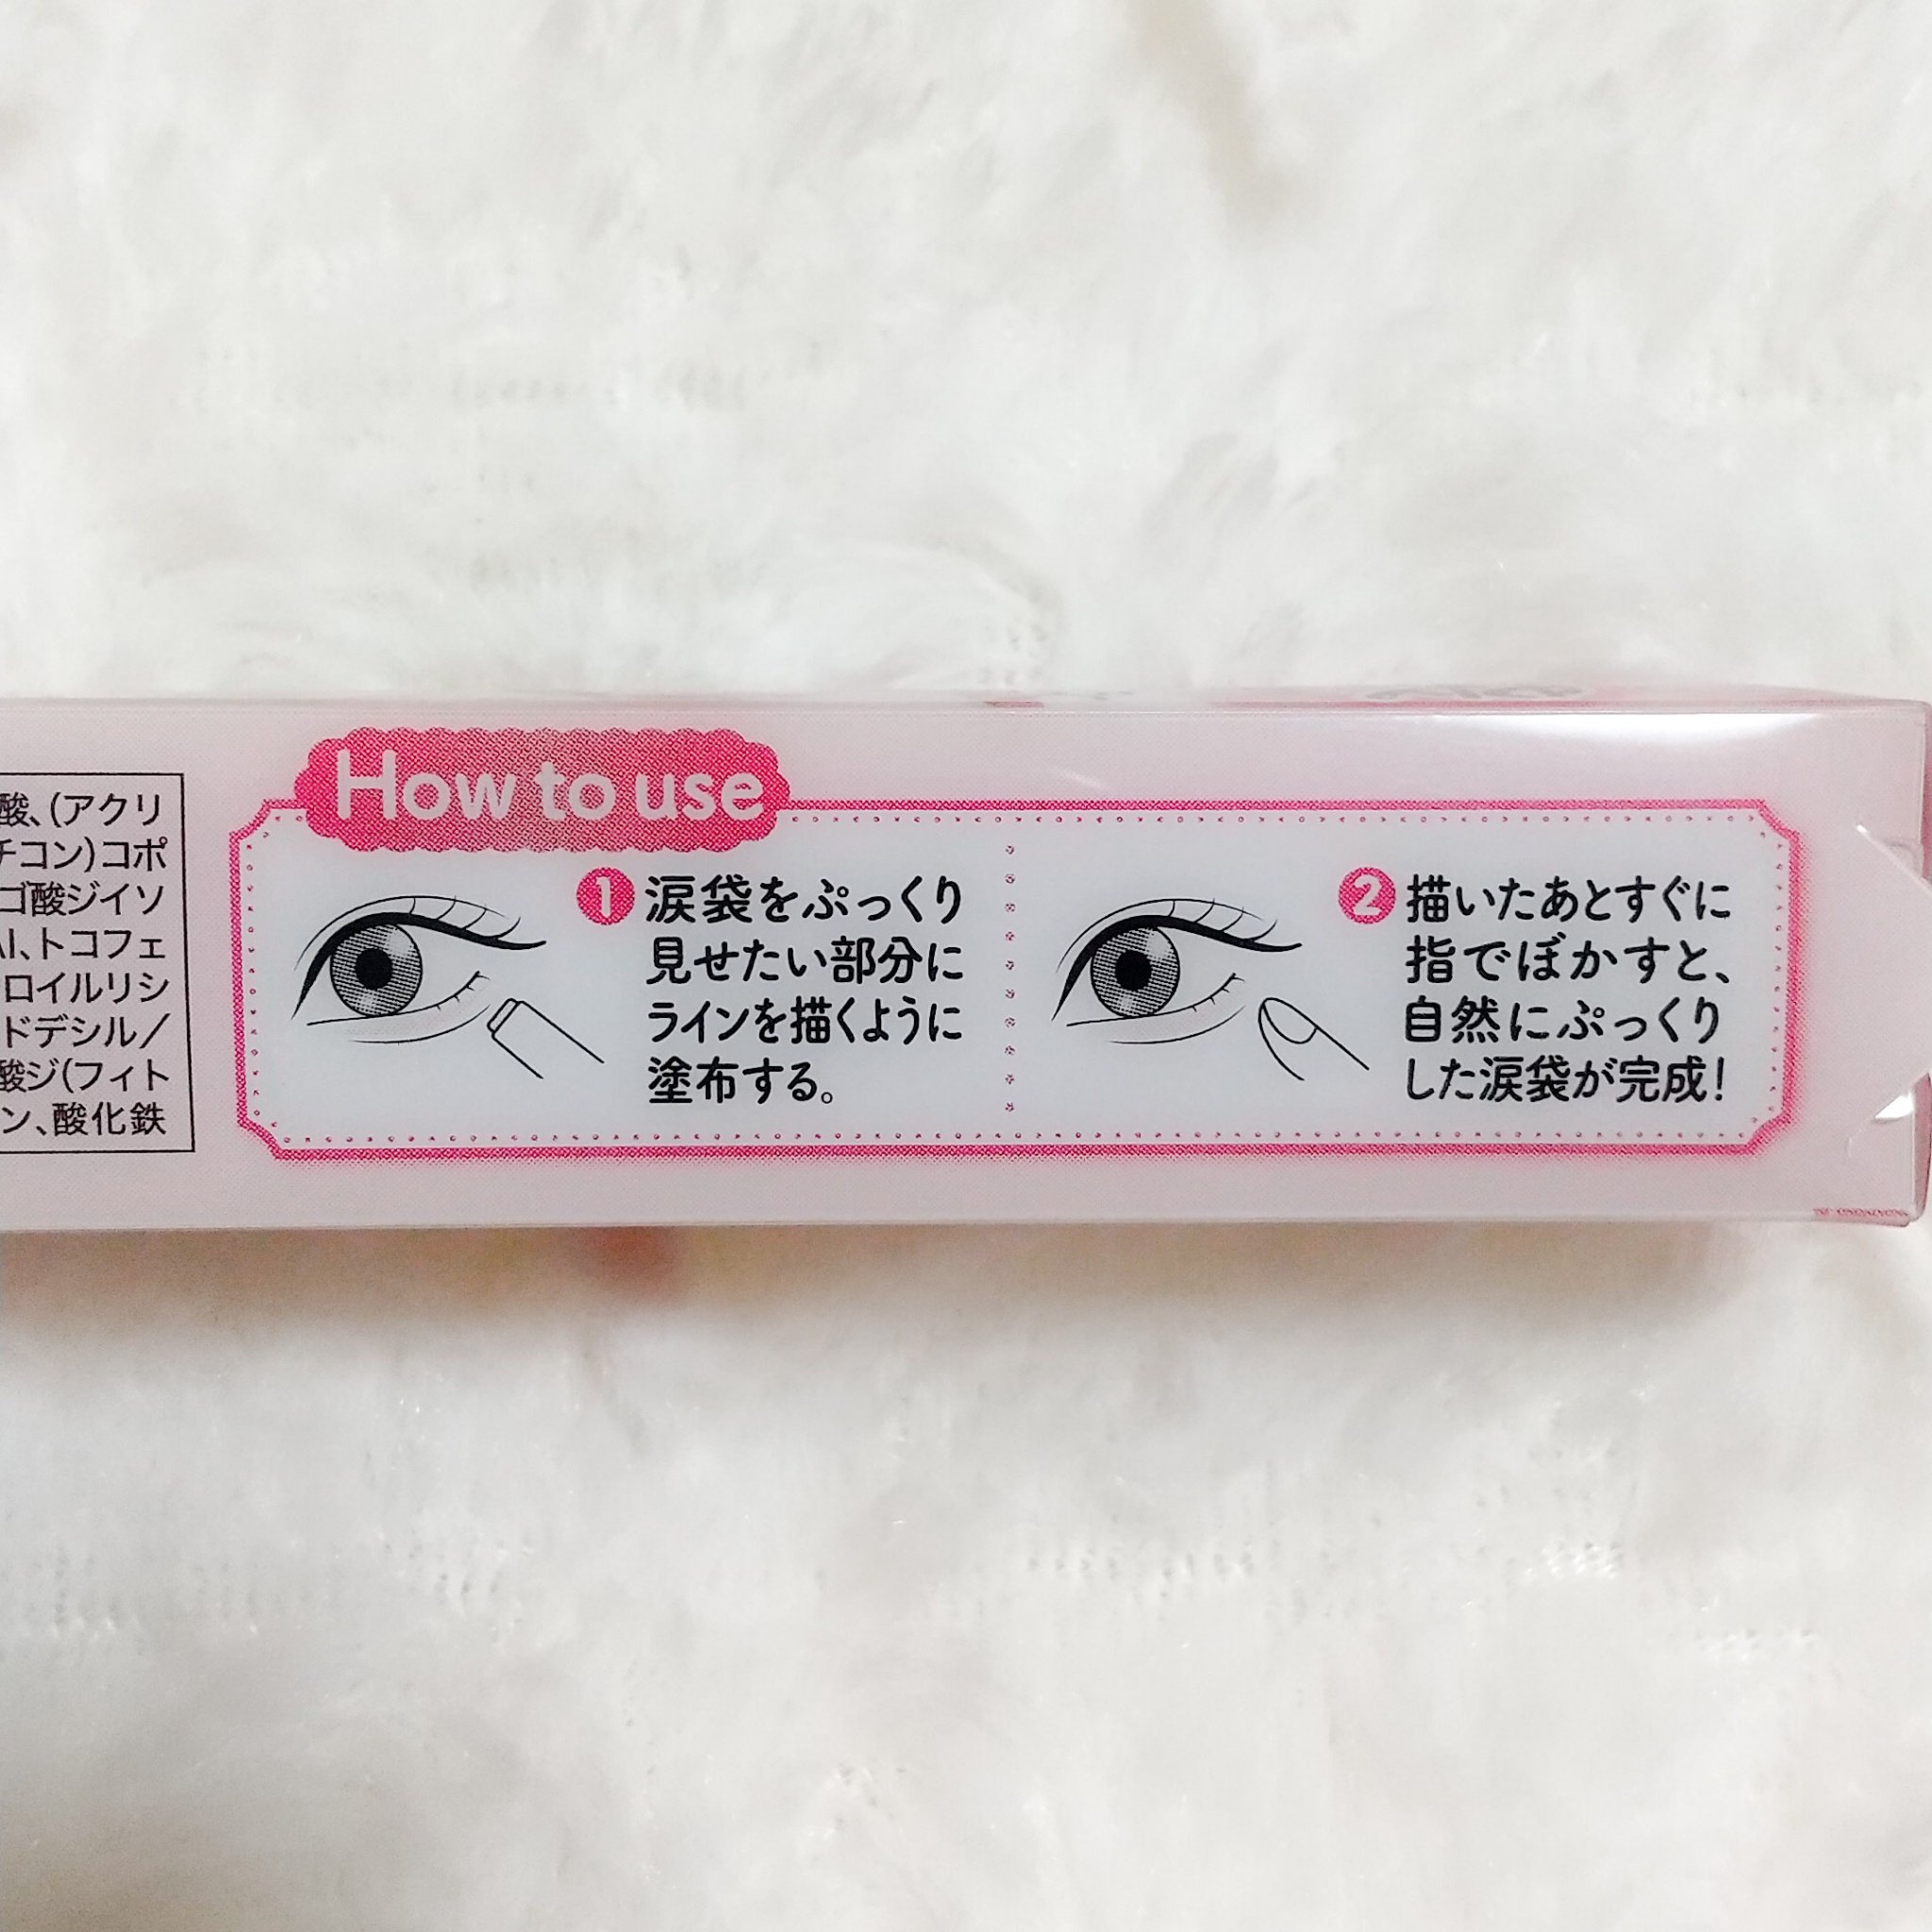 酸、(アクリ
チコン)コポ
ゴ酸ジイソ
Al、トコフェ
ロイルリシ
ドデシル/
酸ジ(フィト
ン、酸化鉄
How to use
1 涙袋をぷっくり
見せたい部分に
ラインを描くように
塗布する。
2 描いたあとすぐに
指でぼかすと、
自然にぷっくり
した涙袋が完成!